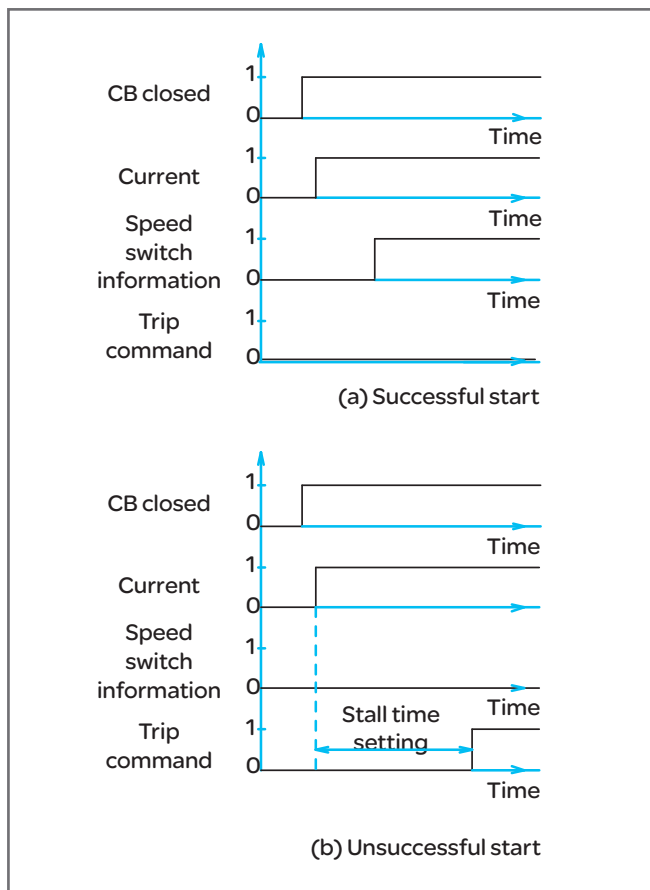 1
CB closed
0
Time
1
Current
0
Time
Speed
switch
information
1
0
Time
Trip
command
1
0
(a) Successful start
1
CB closed
0
Time
1
Current
0
Time
Speed
switch
information
1
0
Time
Stall time
setting
Trip
command
1
0
Time
(b) Unsuccessful start